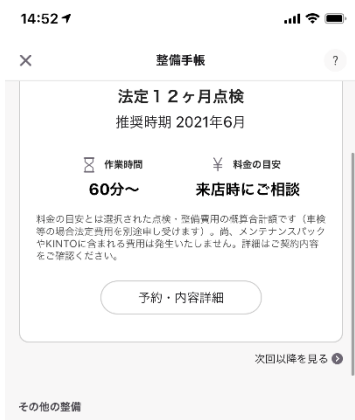 14:52
整備手帳
?
法定12ヶ月点検
推奨時期 2021年6月
作業時間
¥ 料金の目安
60分〜
来店時にご相談
料金の目安とは選択された点検・整備費用の概算合計額です（車検
等の場合法定費用を別途申し受けます）。尚、メンテナンスパック
やKINTOに含まれる費用は発生いたしません。詳細はご契約内容
をご確認ください。
予約・内容詳細
次回以降を見る
その他の整備